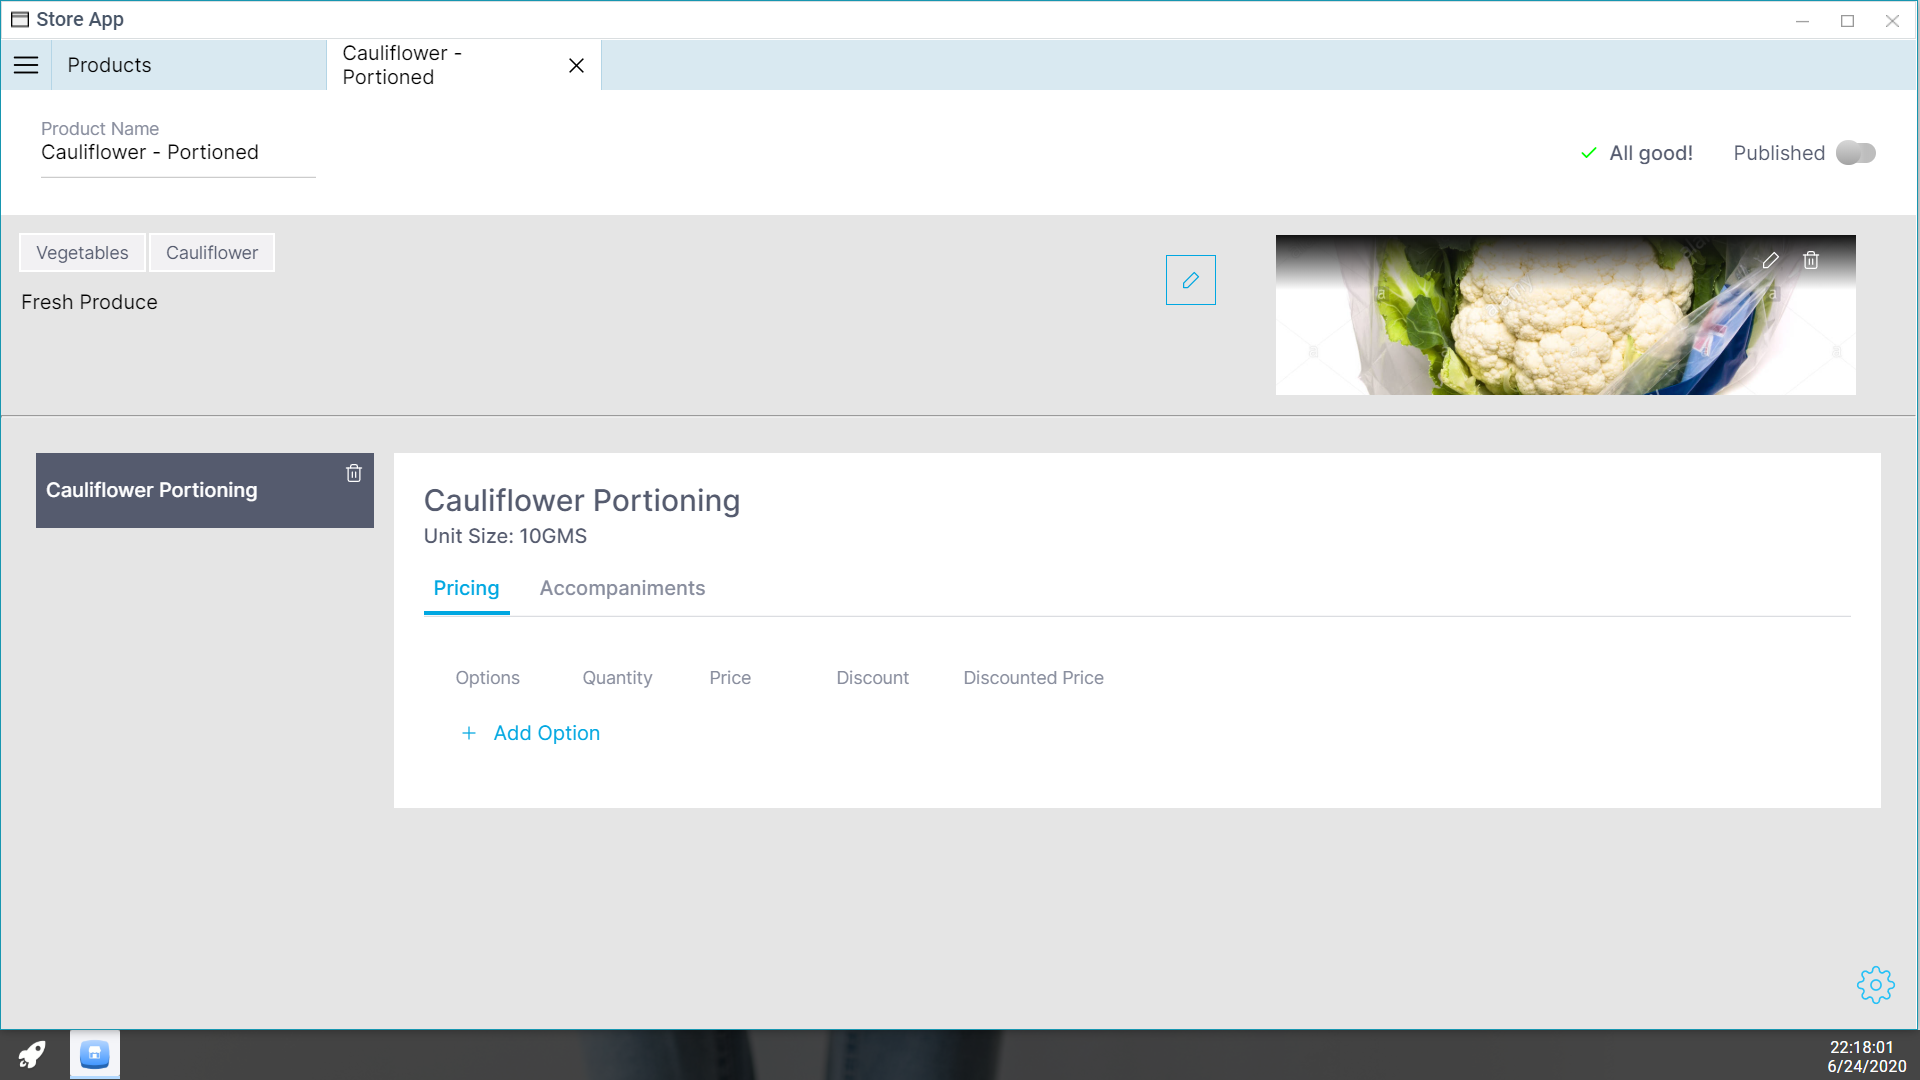 Store App
Products
Cauliflower -
Portioned
Product Name
Cauliflower - Portioned
All good!
Published
Vegetables
Cauliflower
Fresh Produce
Cauliflower Portioning
Cauliflower Portioning
Unit Size: 10GMS
Pricing
Accompaniments
Options
Quantity
Price
Discount
Discounted Price
+ Add Option
22:18:01
6/24/2020